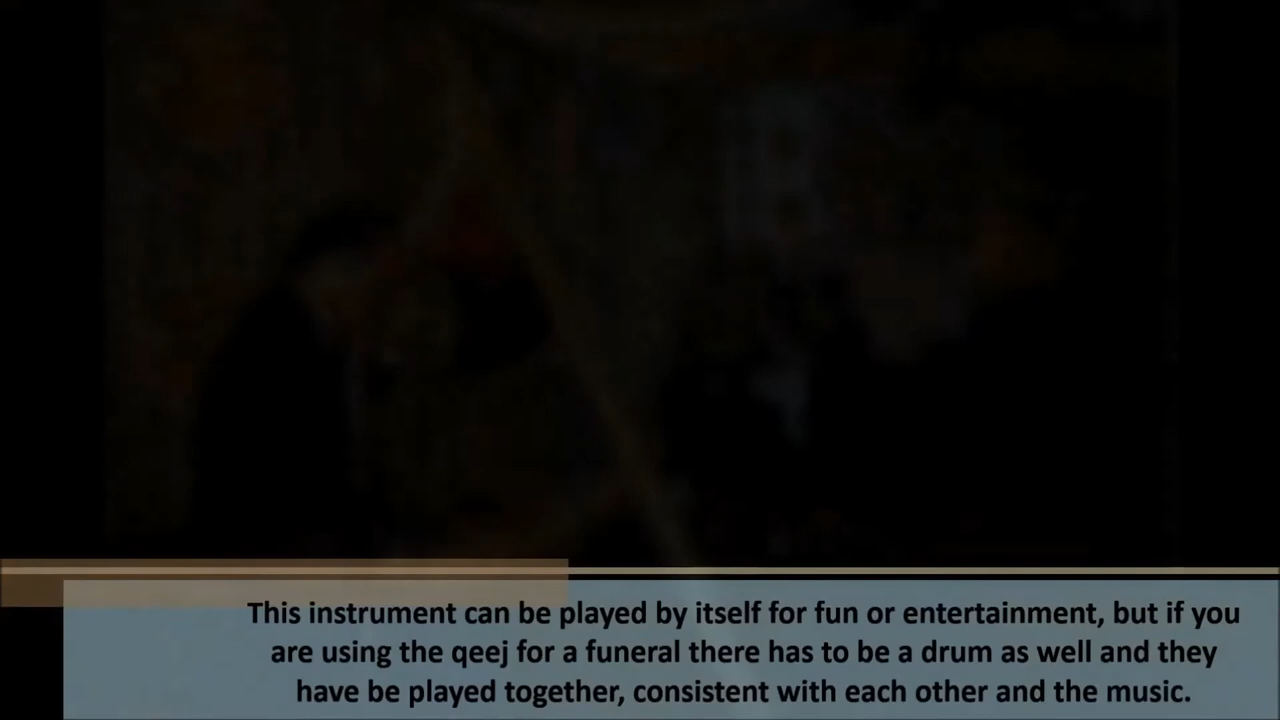 This instrument can be played by itself for fun or entertainment, but if you
are using the qeej for a funeral there has to be a drum as well and they
have be played together, consistent with each other and the music.